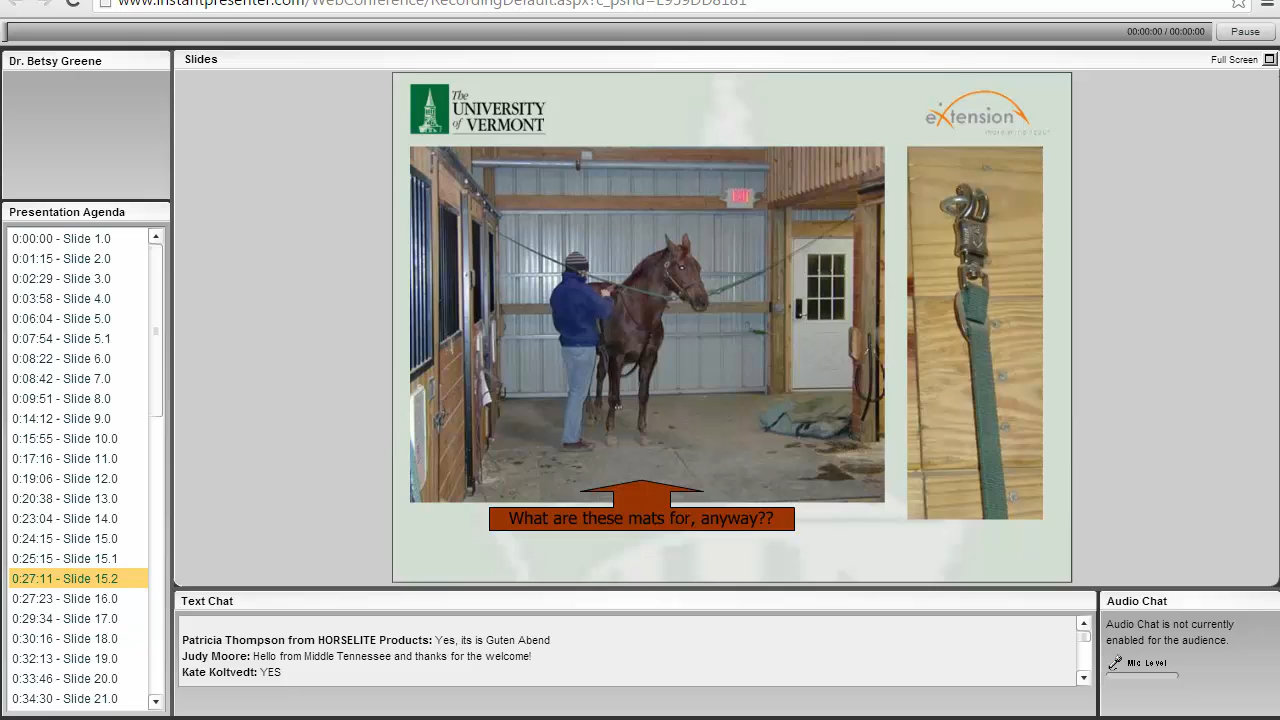 www.instantpresenter.com/WebConference/RecordingDefault.aspx?c_psrid=E959DD8181
00:00:00 / 00:00:00
Pause
Dr. Betsy Greene
Slides
Full Screen
The
UNIVERSITY
of VERMONT
eXtension
EXIT
What are these mats for, anyway??
Presentation Agenda
0:00:00 - Slide 1.0
0:01:15 - Slide 2.0
0:02:29 - Slide 3.0
0:03:58 - Slide 4.0
0:06:04 - Slide 5.0
0:07:54 - Slide 5.1
0:08:22 - Slide 6.0
0:08:42 - Slide 7.0
0:09:51 - Slide 8.0
0:14:12 - Slide 9.0
0:15:55 - Slide 10.0
0:17:16 - Slide 11.0
0:19:06 - Slide 12.0
0:20:38 - Slide 13.0
0:23:04 - Slide 14.0
0:24:15 - Slide 15.0
0:25:15 - Slide 15.1
0:27:11 - Slide 15.2
0:27:23 - Slide 16.0
0:29:34 - Slide 17.0
0:30:16 - Slide 18.0
0:32:13 - Slide 19.0
0:33:46 - Slide 20.0
0:34:30 - Slide 21.0
Text Chat
Patricia Thompson from HORSELITE Products: Yes, its is Guten Abend
Judy Moore: Hello from Middle Tennessee and thanks for the welcome!
Kate Koltvedt: YES
Audio Chat
Audio Chat is not currently
enabled for the audience.
Mic Level